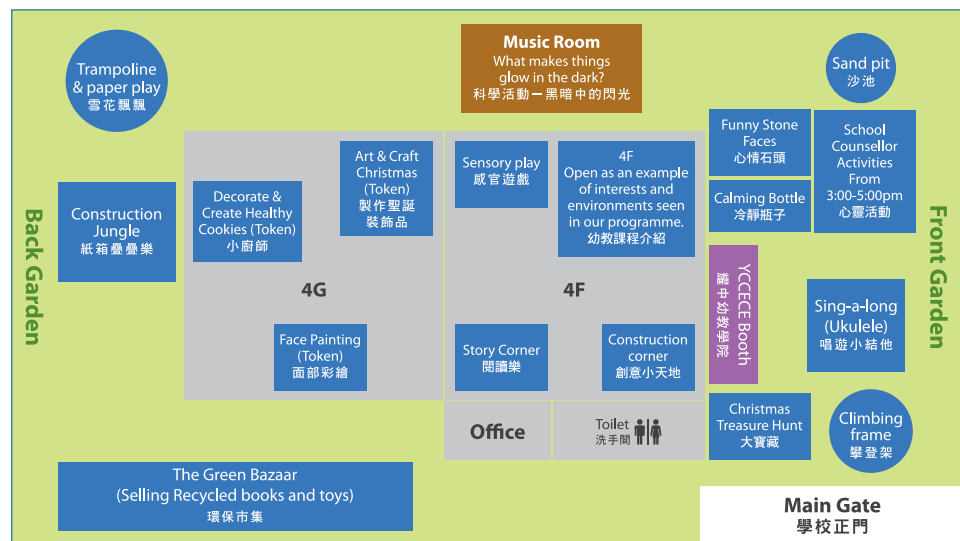 Trampoline
& paper play
雪花飄飄
Music Room
What makes things
glow in the dark?
科學活動－黑暗中的閃光
Sand pit
沙池
Funny Stone
Faces
心情石頭
School
Counsellor
Activities
From
3:00-5:00pm
心靈活動
Calming Bottle
冷靜瓶子
Back Garden
Construction
Jungle
紙箱疊疊樂
Decorate &
Create Healthy
Cookies (Token)
小廚師
Art & Craft
Christmas
(Token)
製作聖誕
裝飾品
Sensory play
感官遊戲
4F
Open as an example
of interests and
environments seen
in our programme.
幼教課程介紹
Front Garden
4G
4F
YCCECE Booth
耀中幼教學院
Sing-a-long
(Ukulele)
唱遊小結他
Face Painting
(Token)
面部彩繪
Story Corner
閱讀樂
Construction
corner
創意小天地
Office
Toilet
洗手間
Christmas
Treasure Hunt
大寶藏
Climbing
frame
攀登架
The Green Bazaar
(Selling Recycled books and toys)
環保市集
Main Gate
學校正門